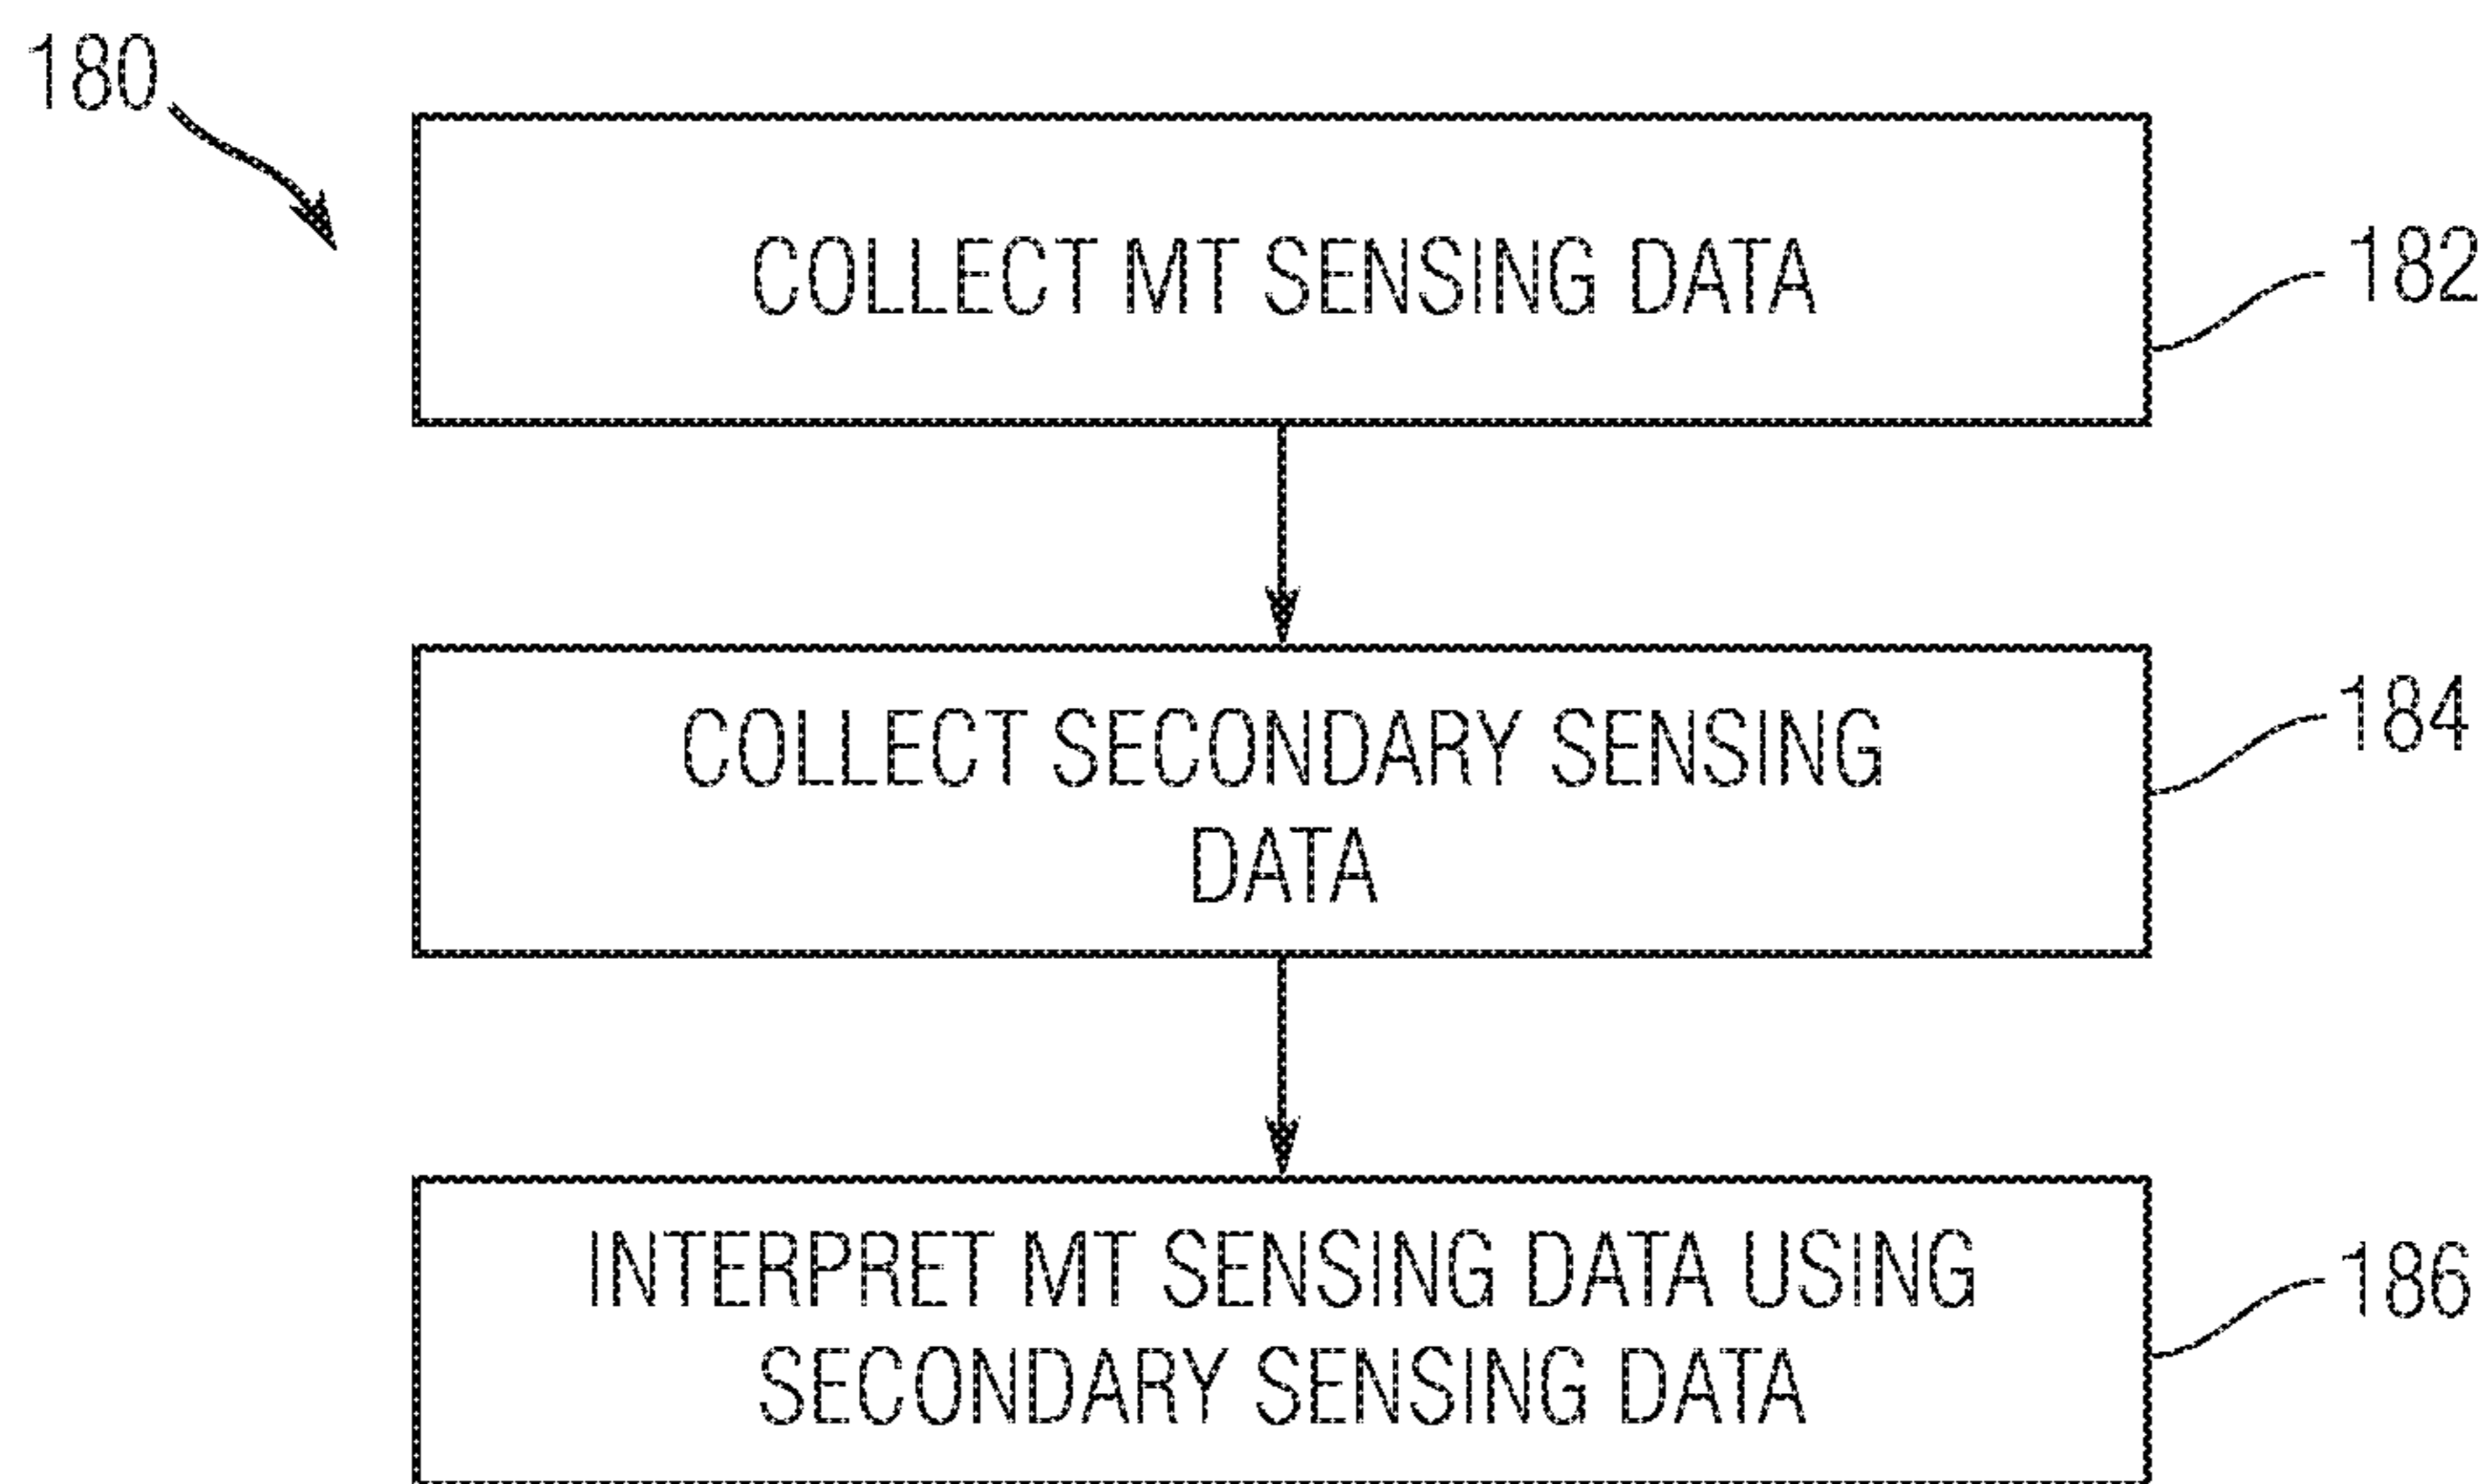 180
COLLECT MT SENSING DATA
182
COLLECT SECONDARY SENSING
DATA
184
INTERPRET MT SENSING DATA USING
SECONDARY SENSING DATA
186